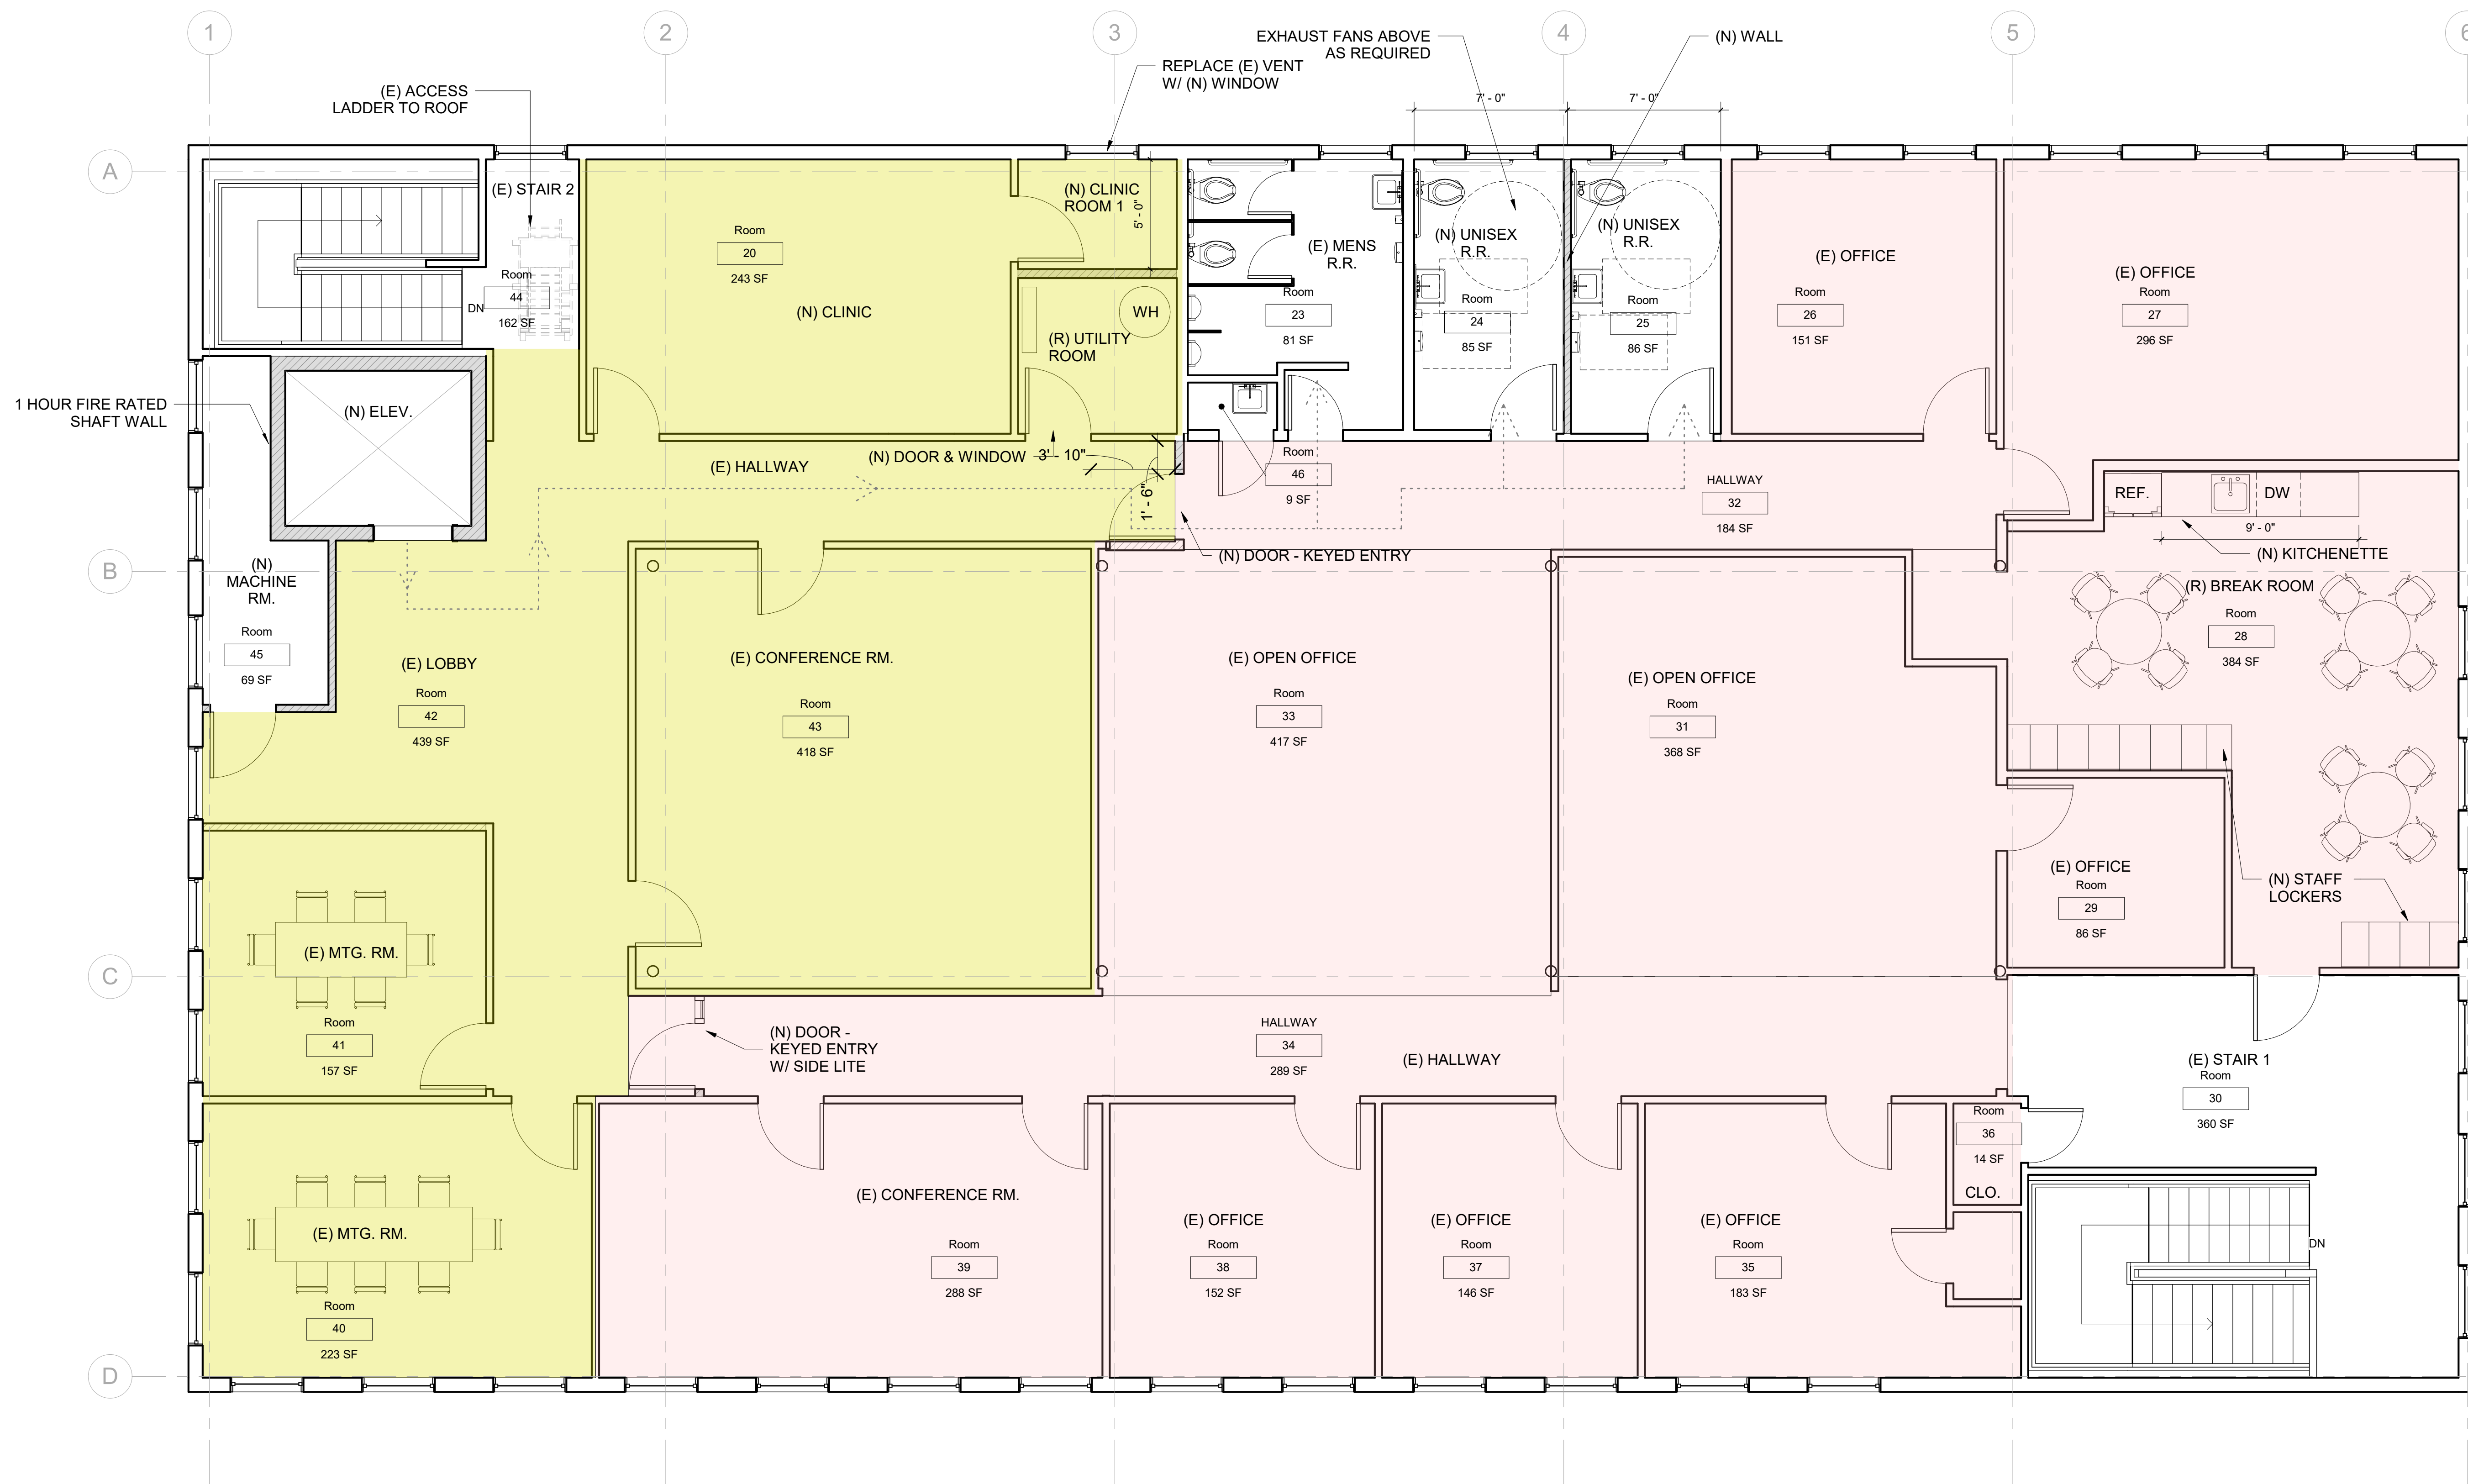 1
2
3
4
5
6
EXHAUST FANS ABOVE
AS REQUIRED
(N) WALL
REPLACE (E) VENT
W/ (N) WINDOW
(E) ACCESS
LADDER TO ROOF
7' - 0"
7' - 0"
A
(E) STAIR 2
Room
44
DN
162 SF
Room
20
243 SF
(N) CLINIC
(N) CLINIC
ROOM 1
5' - 0"
(R) UTILITY
ROOM
WH
(E) MENS
R.R.
Room
23
81 SF
(N) UNISEX
R.R.
Room
24
85 SF
(N) UNISEX
R.R.
Room
25
86 SF
(E) OFFICE
Room
26
151 SF
(E) OFFICE
Room
27
296 SF
1 HOUR FIRE RATED
SHAFT WALL
(N) ELEV.
(E) HALLWAY
(N) DOOR & WINDOW
3' - 10"
1' - 6"
Room
46
9 SF
HALLWAY
32
184 SF
REF.
DW
9' - 0"
(N) KITCHENETTE
(N) DOOR - KEYED ENTRY
B
(N)
MACHINE
RM.
Room
45
69 SF
(E) LOBBY
Room
42
439 SF
(E) CONFERENCE RM.
Room
43
418 SF
(E) OPEN OFFICE
Room
33
417 SF
(E) OPEN OFFICE
Room
31
368 SF
(R) BREAK ROOM
Room
28
384 SF
(E) OFFICE
Room
29
86 SF
(N) STAFF
LOCKERS
C
(E) MTG. RM.
Room
41
157 SF
(N) DOOR -
KEYED ENTRY
W/ SIDE LITE
HALLWAY
34
289 SF
(E) HALLWAY
(E) STAIR 1
Room
30
360 SF
Room
36
14 SF
CLO.
(E) MTG. RM.
Room
40
223 SF
(E) CONFERENCE RM.
Room
39
288 SF
(E) OFFICE
Room
38
152 SF
(E) OFFICE
Room
37
146 SF
(E) OFFICE
Room
35
183 SF
DN
D